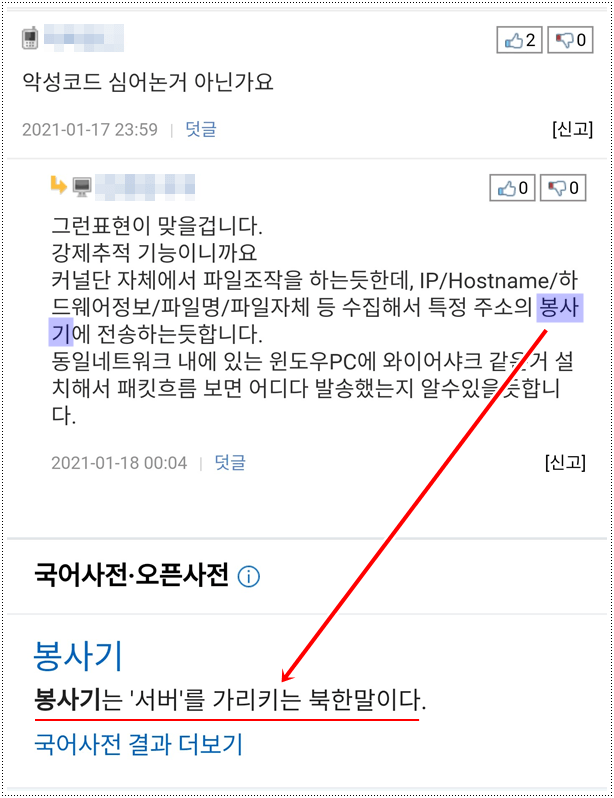 2 0
악성코드 심어논거 아닌가요
2021-01-17 23:59 | 덧글 [신고]
0 0
그런표현이 맞을겁니다.
강제추적 기능이니까요
커널단 자체에서 파일조작을 하는듯한데, IP/Hostname/하
드웨어정보/파일명/파일자체 등 수집해서 특정 주소의 봉사
기에 전송하는듯합니다.
동일네트워크 내에 있는 윈도우PC에 와이어샤크 같은거 설
치해서 패킷흐름 보면 어디다 발송했는지 알수있을듯합니
다.
2021-01-18 00:04 | 덧글 [신고]
국어사전·오픈사전
봉사기
봉사기는 '서버'를 가리키는 북한말이다.
국어사전 결과 더보기